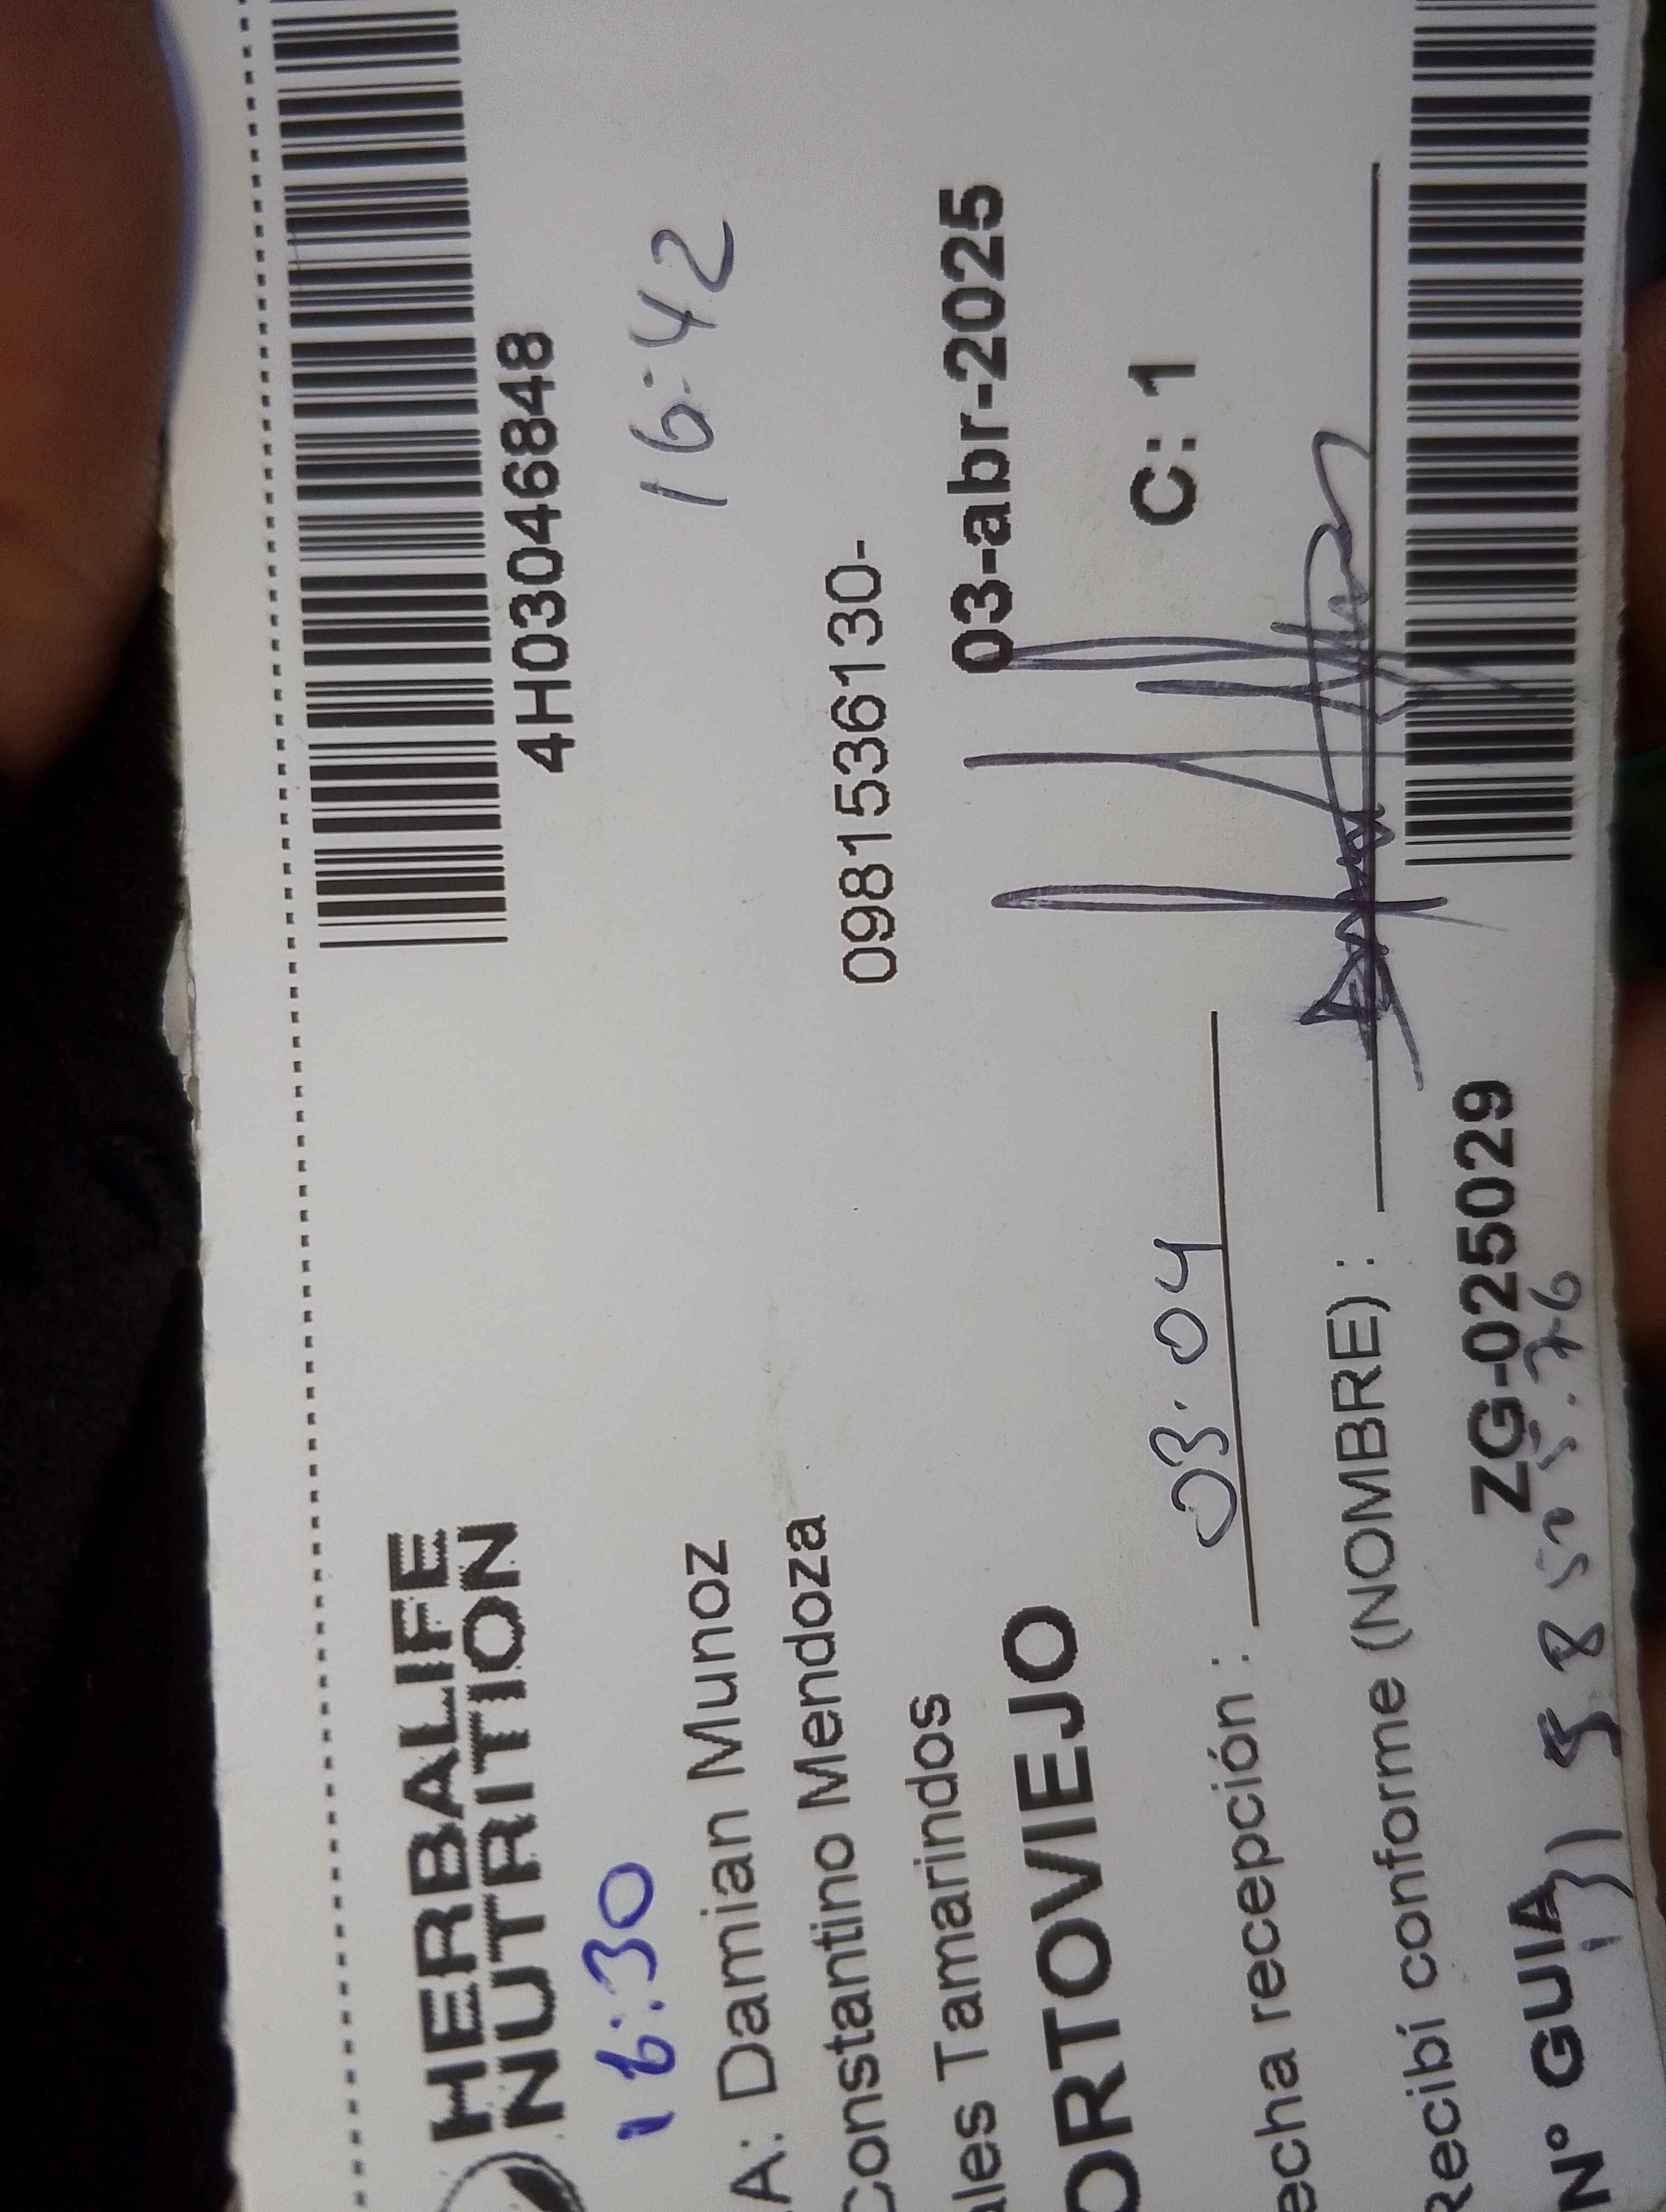 HERBALIFE
NUTRITION
4H03046848
16:30
16:42
A: Damian Munoz
Constantino Mendoza
0981536130-
ales Tamarindos
ORTOVIEJO
03-abr-2025
echa recepción : 03.04
C: 1
Recibí conforme (NOMBRE) :
N° GUIA
ZG-025029